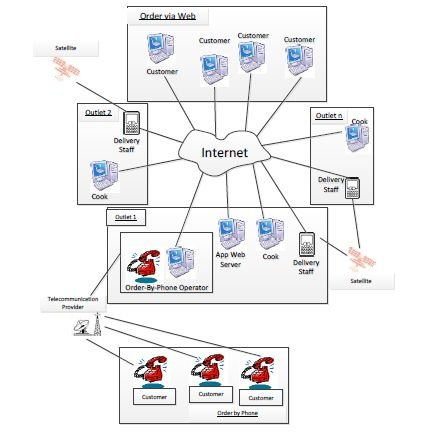 Order via Web
Customer
Customer
Customer
Customer
Satellite
Outlet 2
Delivery
Staff
Cook
Internet
Outlet n
Cook
Delivery
Staff
Outlet 1
Order-By-Phone Operator
App Web
Server
Cook
Delivery
Staff
Satellite
Telecommunication
Provider
Customer
Customer
Customer
Order by Phone